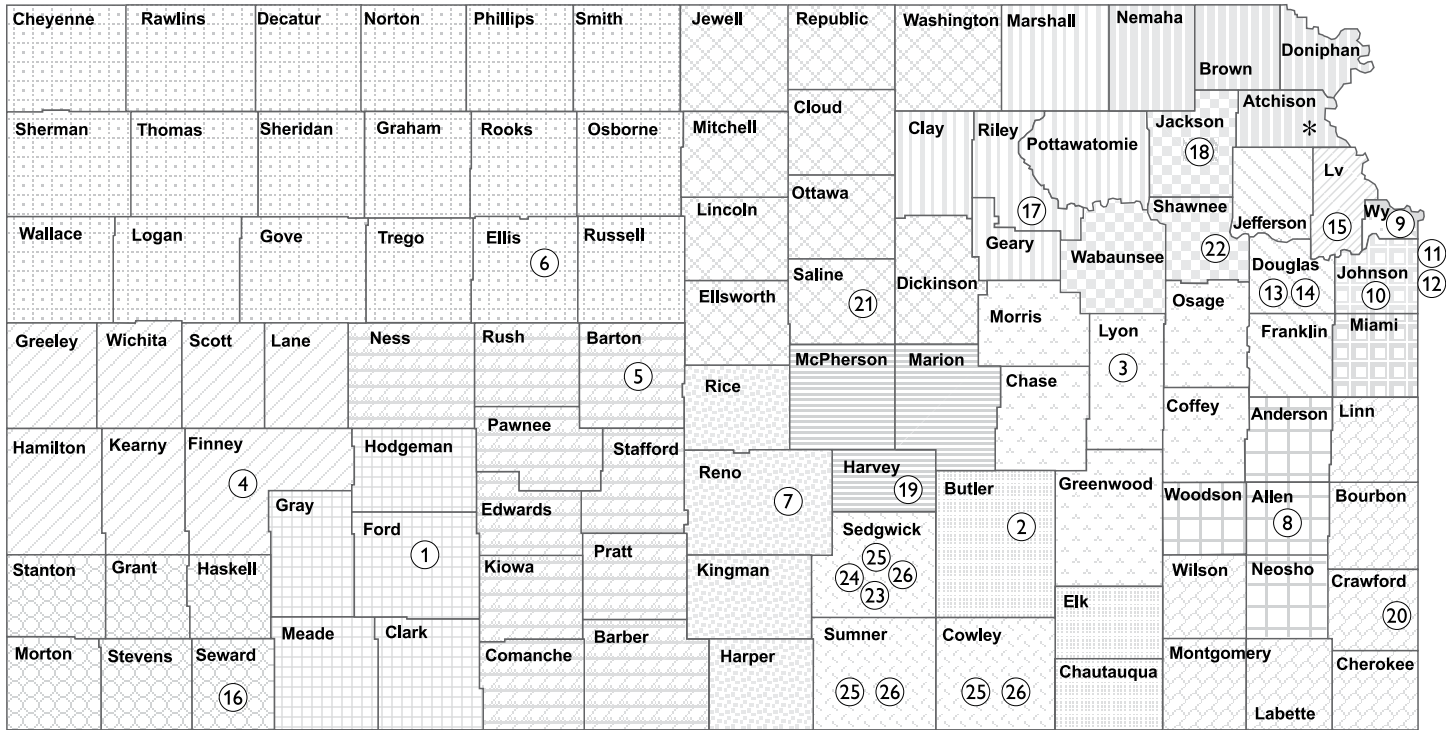 Cheyenne Rawlins Decatur Norton Phillips Smith Jewell Republic Washington Marshall Nemaha Brown Doniphan
Sherman Thomas Sheridan Graham Rooks Osborne Mitchell Cloud Clay Riley Pottawatomie Jackson Atchison
18 *
Ottawa Lincoln 17 Geary Shawnee Jefferson Lv Wy 9
15
Wallace Logan Gove Trego Ellis Russell
6
22
Wabaunsee
Saline Dickinson Douglas Johnson 11
21 13 14 10 12
Ellsworth Morris Osage
Greeley Wichita Scott Lane Ness Rush Barton McPherson Marion Lyon Franklin Miami
5 3
Rice Chase Coffey Anderson Linn
Pawnee
Hamilton Kearny Finney Hodgeman Stafford Reno Harvey Butler Greenwood
4 7 19
Gray Edwards Woodson Allen Bourbon
8
Ford Sedgwick 2
1 25
24 26
23
Pratt
Stanton Grant Haskell Kiowa Kingman Wilson Neosho Crawford
20
Elk
Meade Clark Barber Sumner Cowley
Morton Stevens Seward Comanche Harper Montgomery Cherokee
Chautauqua
16 25 26 25 26
Labette